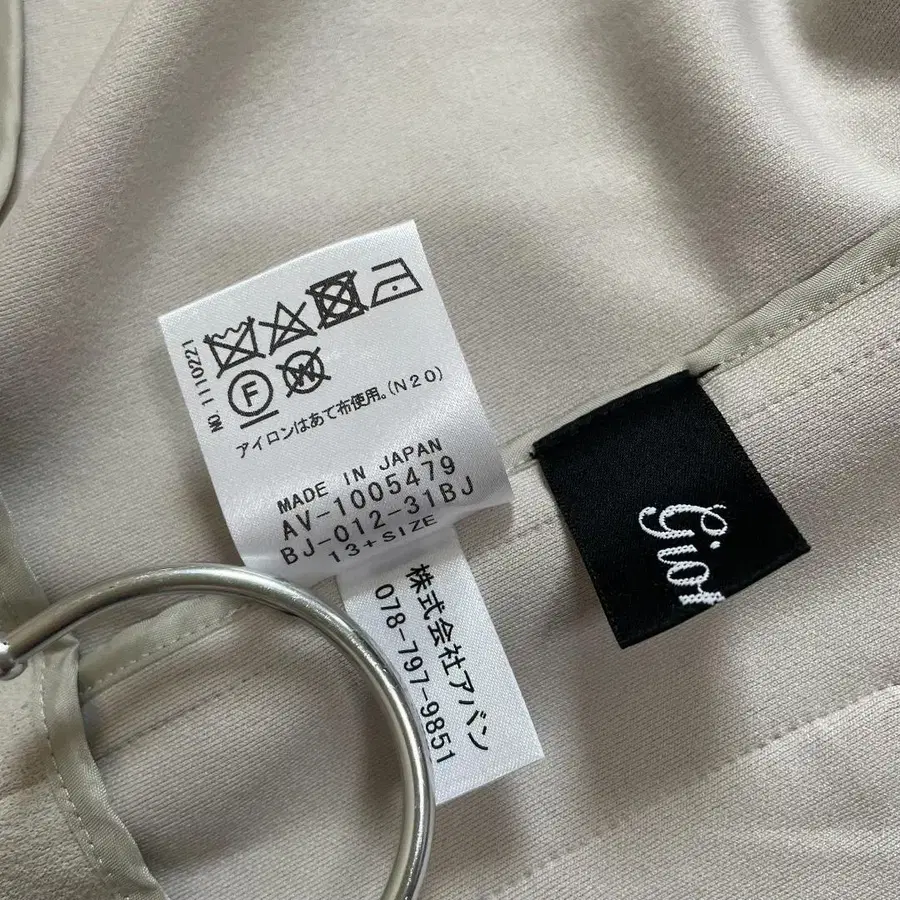 NO.1110221
F
W
アイロンはあて布使用。(N20)
MADE IN JAPAN
AV-1005479
BJ-012-31BJ
13+SIZE
株式会社アバン
078-797-9851
gio